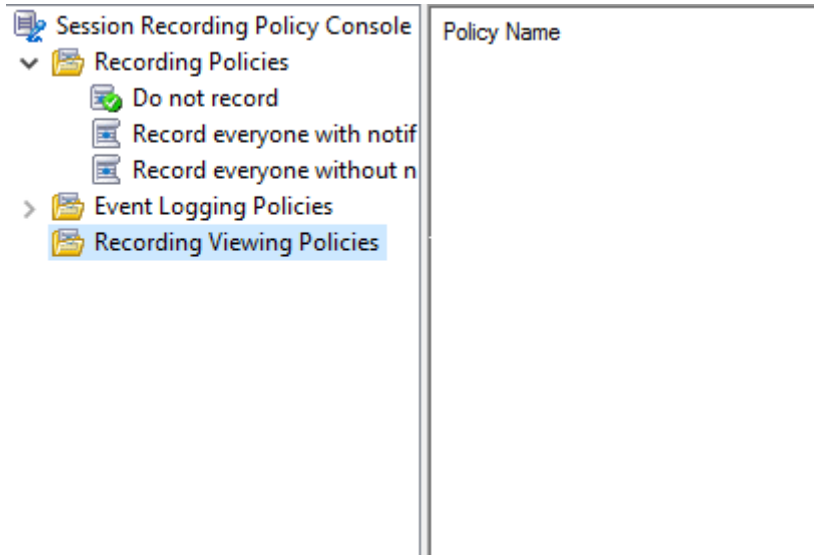 Session Recording Policy Console
Policy Name
Recording Policies
Do not record
Record everyone with notif
Record everyone without n
Event Logging Policies
Recording Viewing Policies